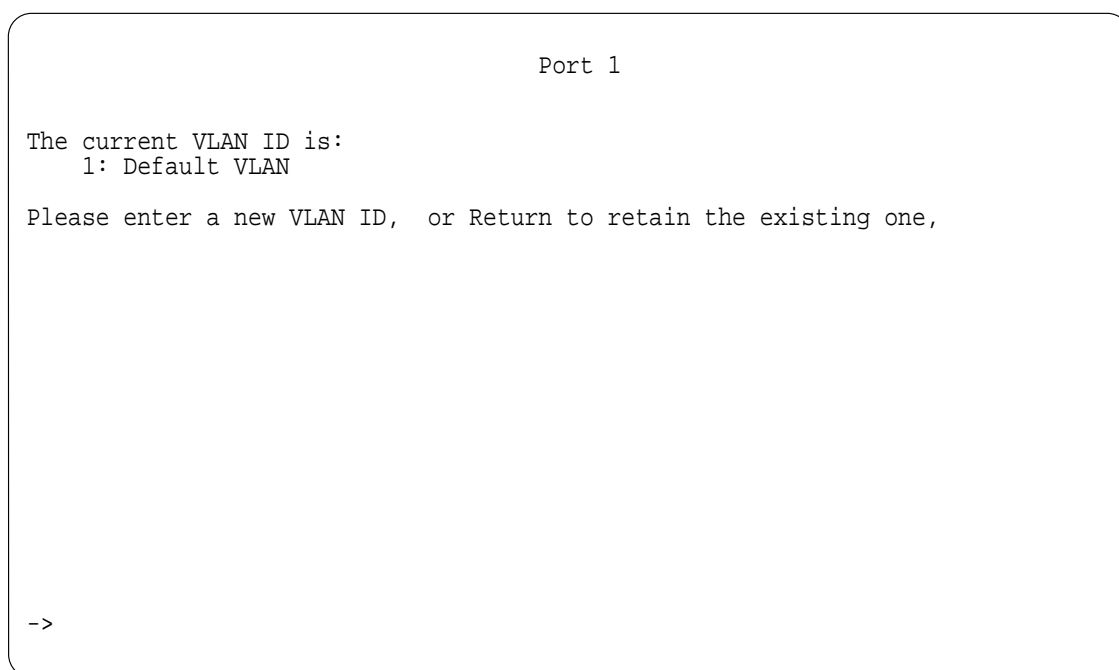 Port 1
The current VLAN ID is:
1: Default VLAN
Please enter a new VLAN ID,  or Return to retain the existing one,
->